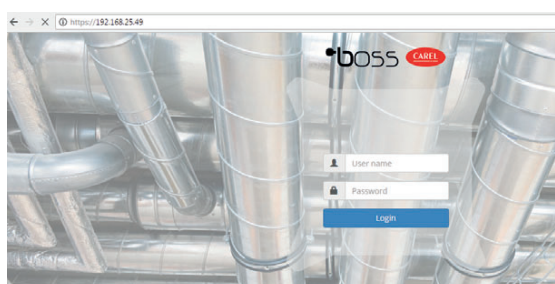 https://192.168.25.49
boss CAREL
User name
Password
Login